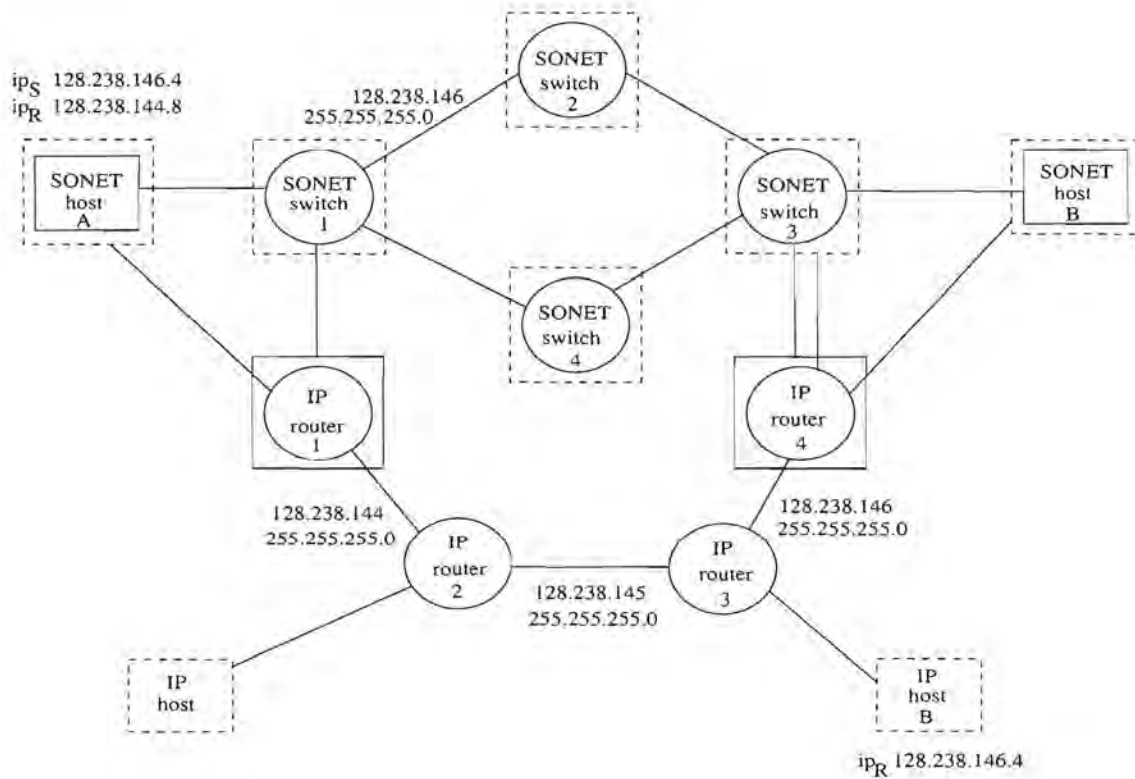 SONET
switch
2
ipS 128.238.146.4
ipR 128.238.144.8
128.238.146
255.255.255.0
SONET
host
A
SONET
switch
1
SONET
switch
3
SONET
host
B
SONET
switch
4
IP
router
1
IP
router
4
128.238.144
255.255.255.0
128.238.146
255.255.255.0
IP
router
2
IP
router
3
128.238.145
255.255.255.0
IP
host
IP
host
B
ipR 128.238.146.4